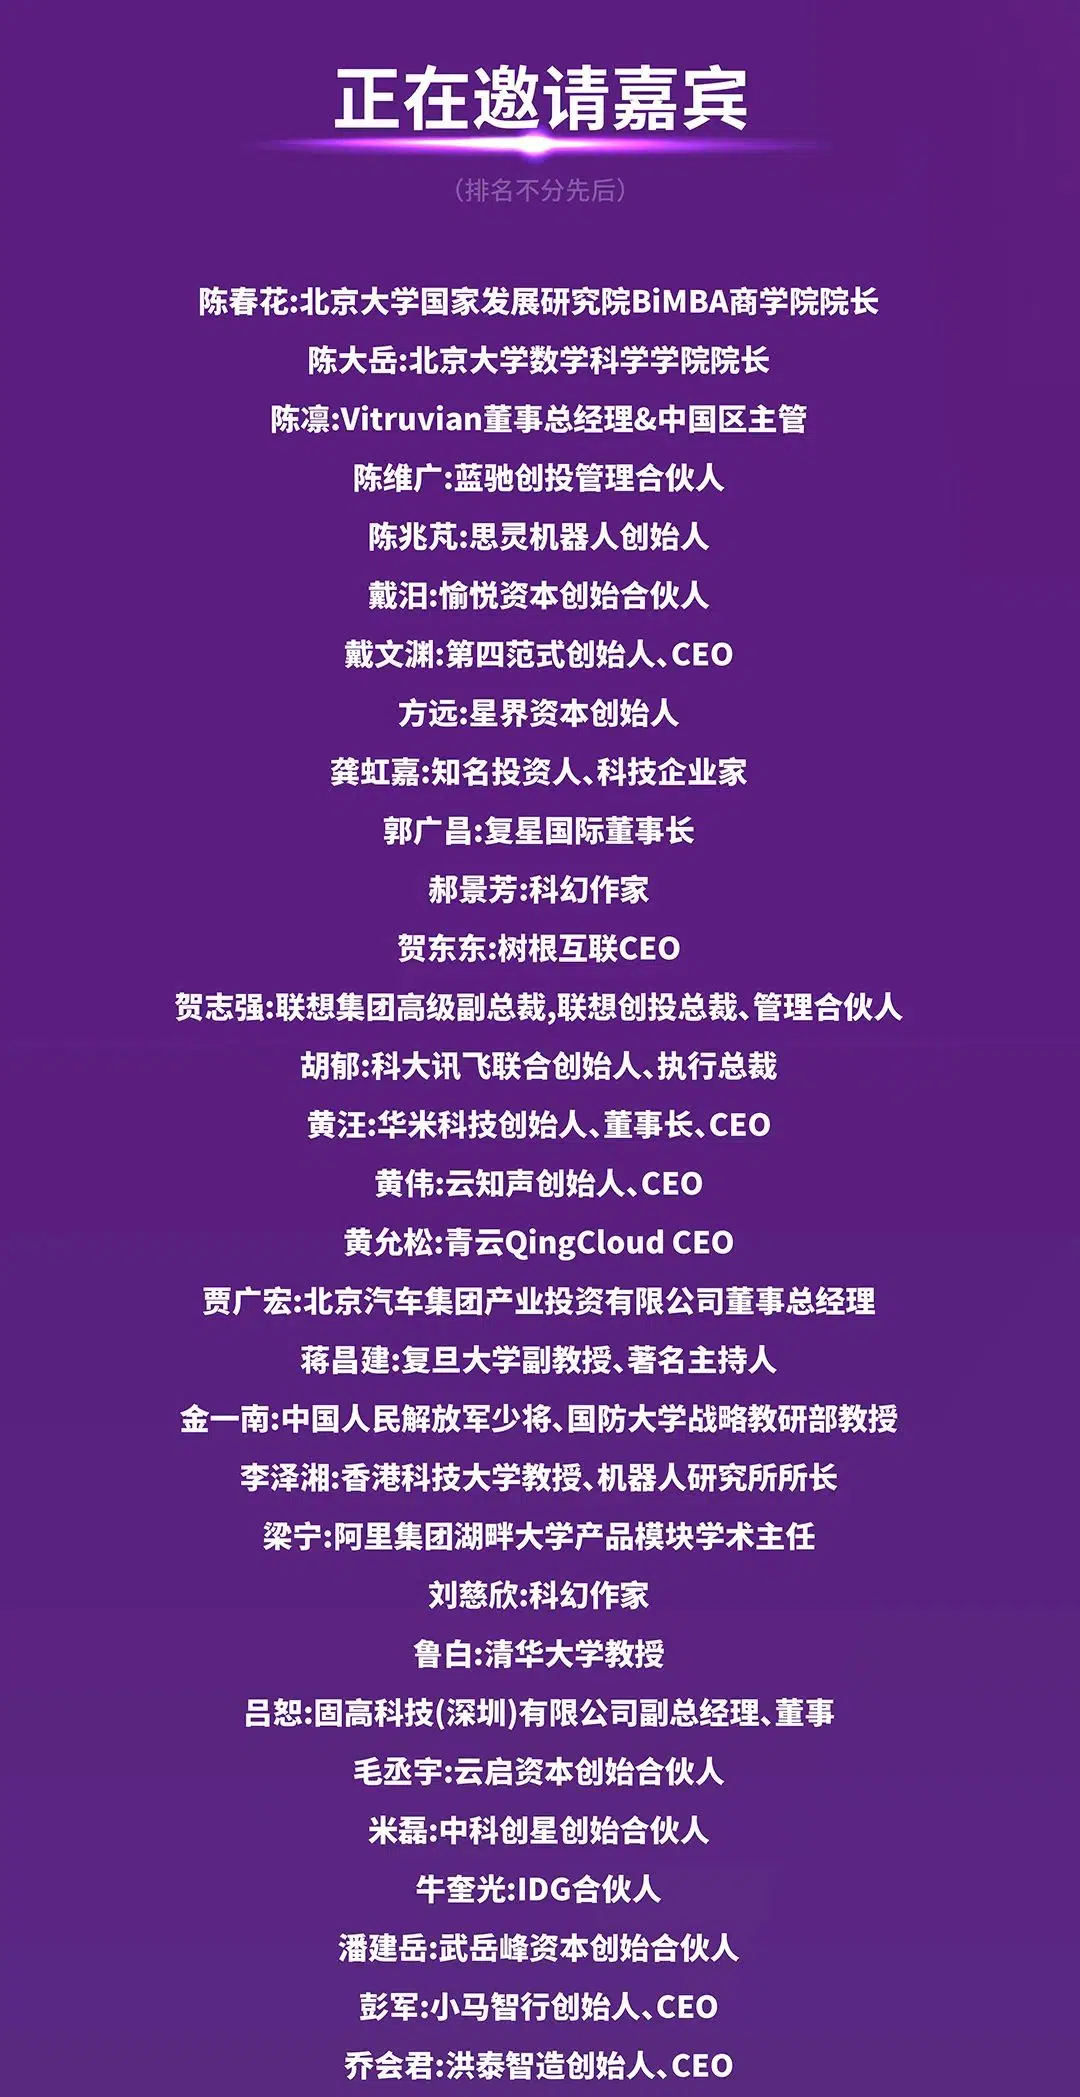 正在邀请嘉宾
（排名不分先后）
陈春花:北京大学国家发展研究院BiMBA商学院院长
陈大岳:北京大学数学科学学院院长
陈凛:Vitruvian董事总经理&中国区主管
陈维广:蓝驰创投管理合伙人
陈兆芃:思灵机器人创始人
戴汨:愉悦资本创始合伙人
戴文渊:第四范式创始人、CEO
方远:星界资本创始人
龚虹嘉:知名投资人、科技企业家
郭广昌:复星国际董事长
郝景芳:科幻作家
贺东东:树根互联CEO
贺志强:联想集团高级副总裁,联想创投总裁、管理合伙人
胡郁:科大讯飞联合创始人、执行总裁
黄汪:华米科技创始人、董事长、CEO
黄伟:云知声创始人、CEO
黄允松:青云QingCloud CEO
贾广宏:北京汽车集团产业投资有限公司董事总经理
蒋昌建:复旦大学副教授、著名主持人
金一南:中国人民解放军少将、国防大学战略教研部教授
李泽湘:香港科技大学教授、机器人研究所所长
梁宁:阿里集团湖畔大学产品模块学术主任
刘慈欣:科幻作家
鲁白:清华大学教授
吕恕:固高科技(深圳)有限公司副总经理、董事
毛丞宇:云启资本创始合伙人
米磊:中科创星创始合伙人
牛奎光:IDG合伙人
潘建岳:武岳峰资本创始合伙人
彭军:小马智行创始人、CEO
乔会君:洪泰智造创始人、CEO